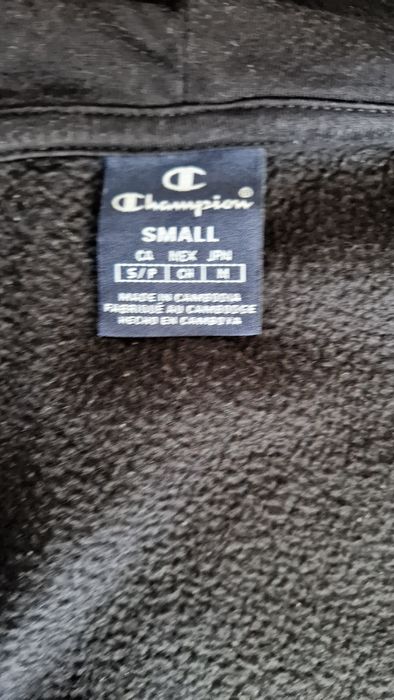 Champion®
SMALL
CA MEX JPN
S/P CH M
MADE IN CAMBODIA
FABRIQUÉ AU CAMBODGE
HECHO EN CAMBOYA